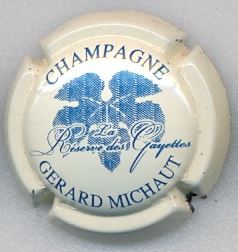 CHAMPAGNE
La
Réserve des Gayettes
GERARD MICHAUT